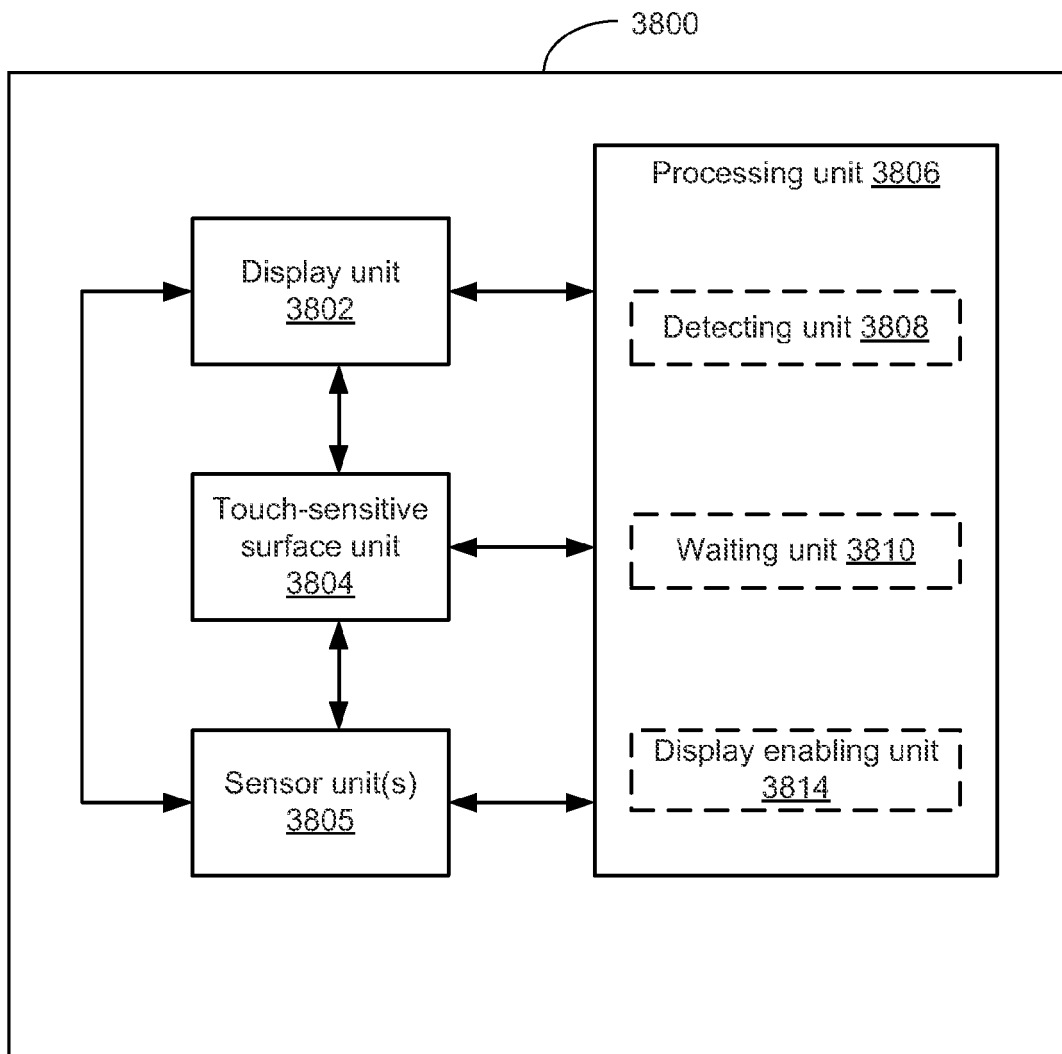 3800
Processing unit 3806
Display unit
3802
Detecting unit 3808
Touch-sensitive
surface unit
3804
Waiting unit 3810
Sensor unit(s)
3805
Display enabling unit
3814